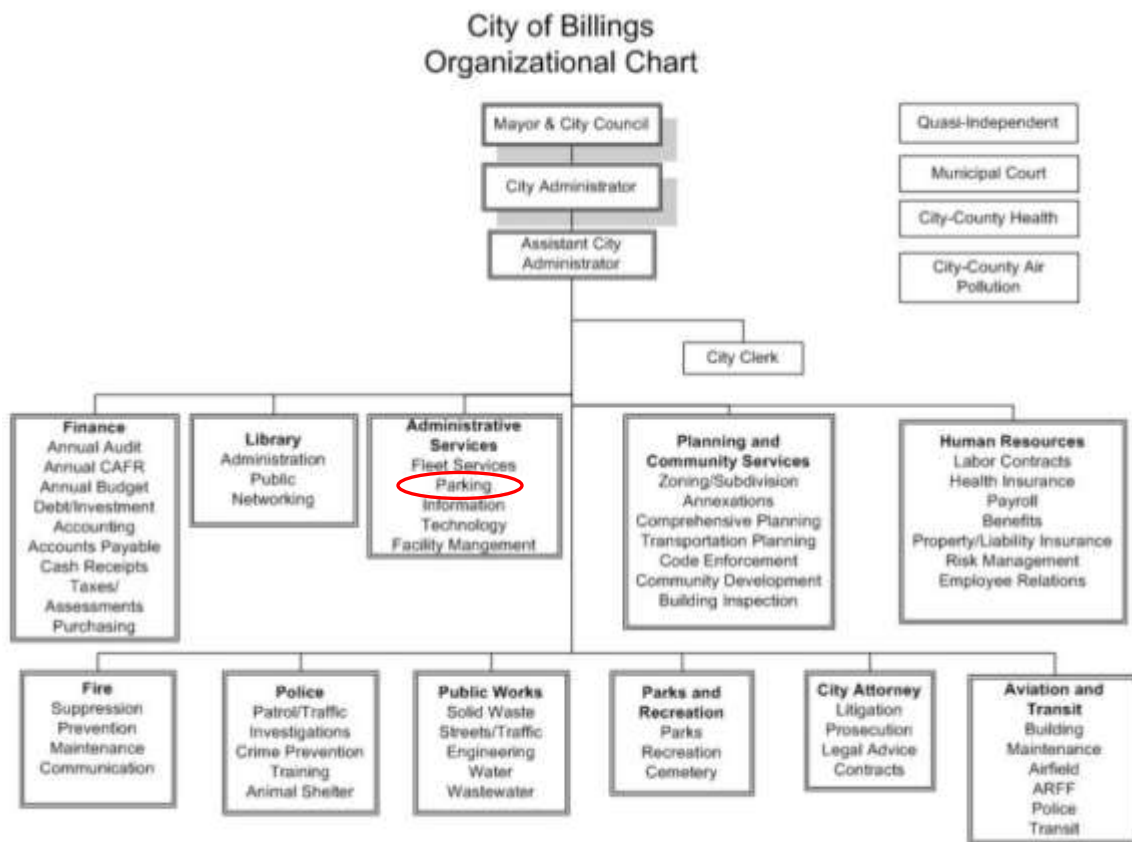 City of Billings
Organizational Chart
Mayor & City Council
City Administrator
Assistant City
Administrator
Quasi-Independent
Municipal Court
City-County Health
City-County Air
Pollution
City Clerk
Finance
Annual Audit
Annual CAFR
Annual Budget
Debt/Investment
Accounting
Accounts Payable
Cash Receipts
Taxes/
Assessments
Purchasing
Library
Administration
Public
Networking
Administrative
Services
Fleet Services
Parking
Information
Technology
Facility Mangement
Planning and
Community Services
Zoning/Subdivision
Annexations
Comprehensive Planning
Transportation Planning
Code Enforcement
Community Development
Building Inspection
Human Resources
Labor Contracts
Health Insurance
Payroll
Benefits
Property/Liability Insurance
Risk Management
Employee Relations
Fire
Suppression
Prevention
Maintenance
Communication
Police
Patrol/Traffic
Investigations
Crime Prevention
Training
Animal Shelter
Public Works
Solid Waste
Streets/Traffic
Engineering
Water
Wastewater
Parks and
Recreation
Parks
Recreation
Cemetery
City Attorney
Litigation
Prosecution
Legal Advice
Contracts
Aviation and
Transit
Building
Maintenance
Airfield
ARFF
Police
Transit